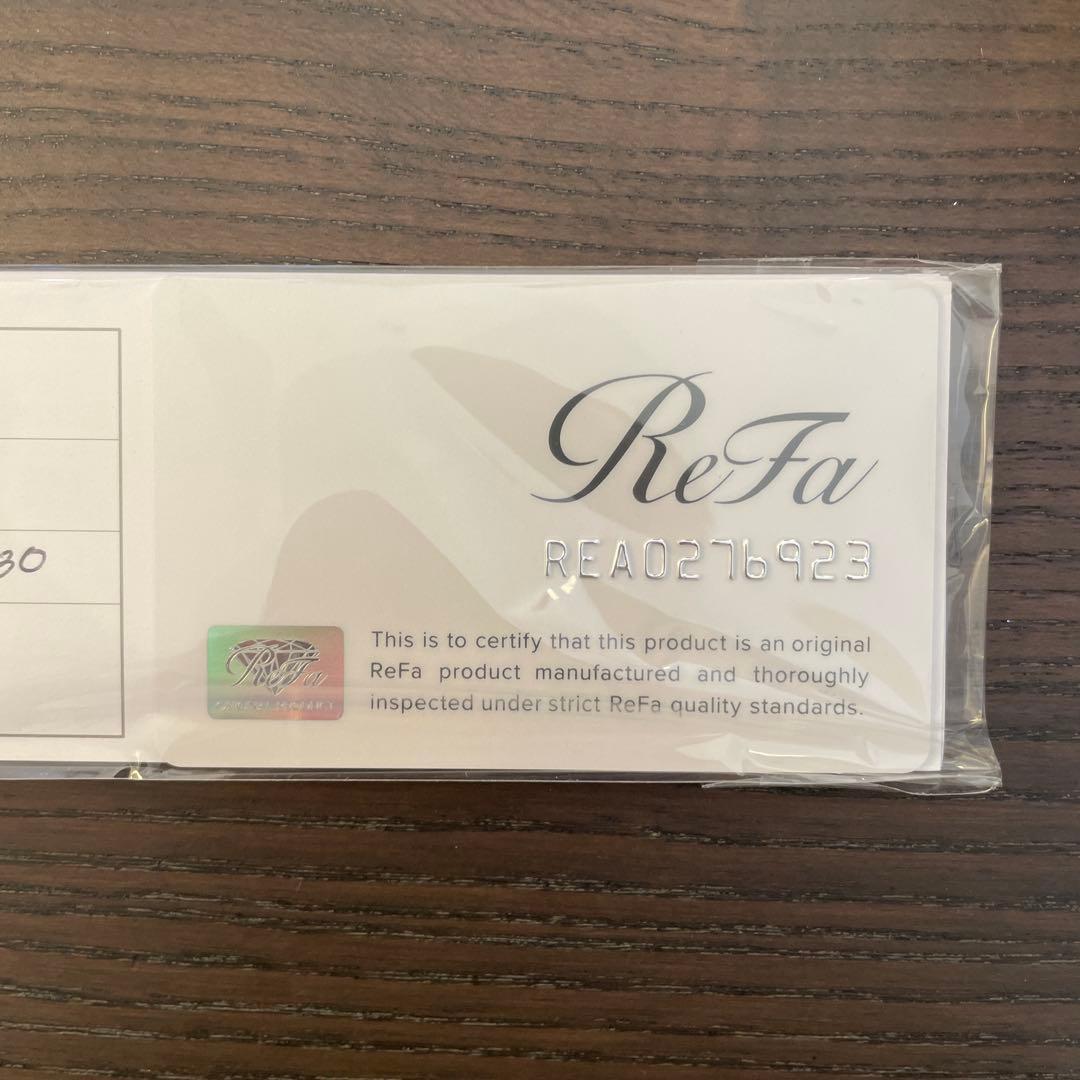 ReFa
REA0276923
30
This is to certify that this product is an original
ReFa product manufactured and thoroughly
inspected under strict ReFa quality standards.
ReFa